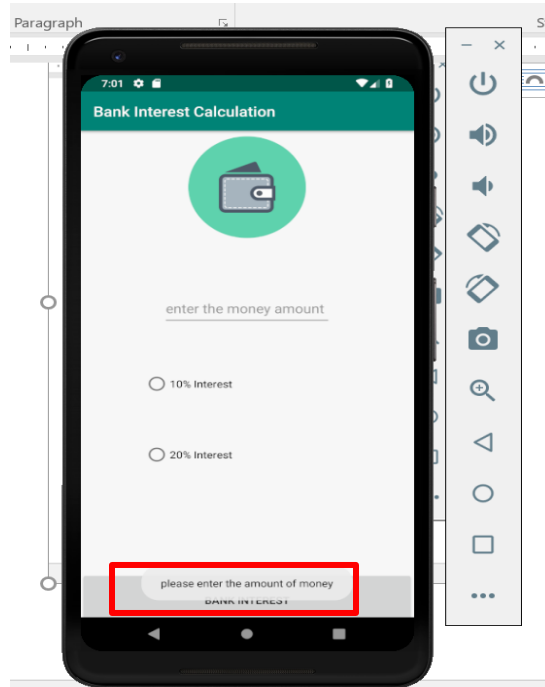 Paragraph
S
7:01
Bank Interest Calculation
enter the money amount
10% Interest
20% Interest
please enter the amount of money
BANK INTEREST